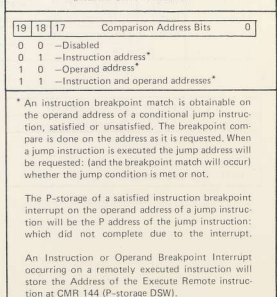 19 18 17 Comparison Address Bits 0
0 0 —Disabled
0 1 —Instruction address*
1 0 —Operand address*
1 1 —Instruction and operand addresses*
* An instruction breakpoint match is obtainable on
the operand address of a conditional jump instruc-
tion, satisfied or unsatisfied. The breakpoint com-
pare is done on the address as it is requested. When
a jump instruction is executed the jump address will
be requested: (and the breakpoint match will occur)
whether the jump condition is met or not.
The P-storage of a satisfied instruction breakpoint
interrupt on the operand address of a jump instruc-
tion will be the P address of the jump instruction:
which did not complete due to the interrupt.
An Instruction or Operand Breakpoint Interrupt
occurring on a remotely executed instruction will
store the Address of the Execute Remote instruc-
tion at CMR 144 (P-storage DSW).